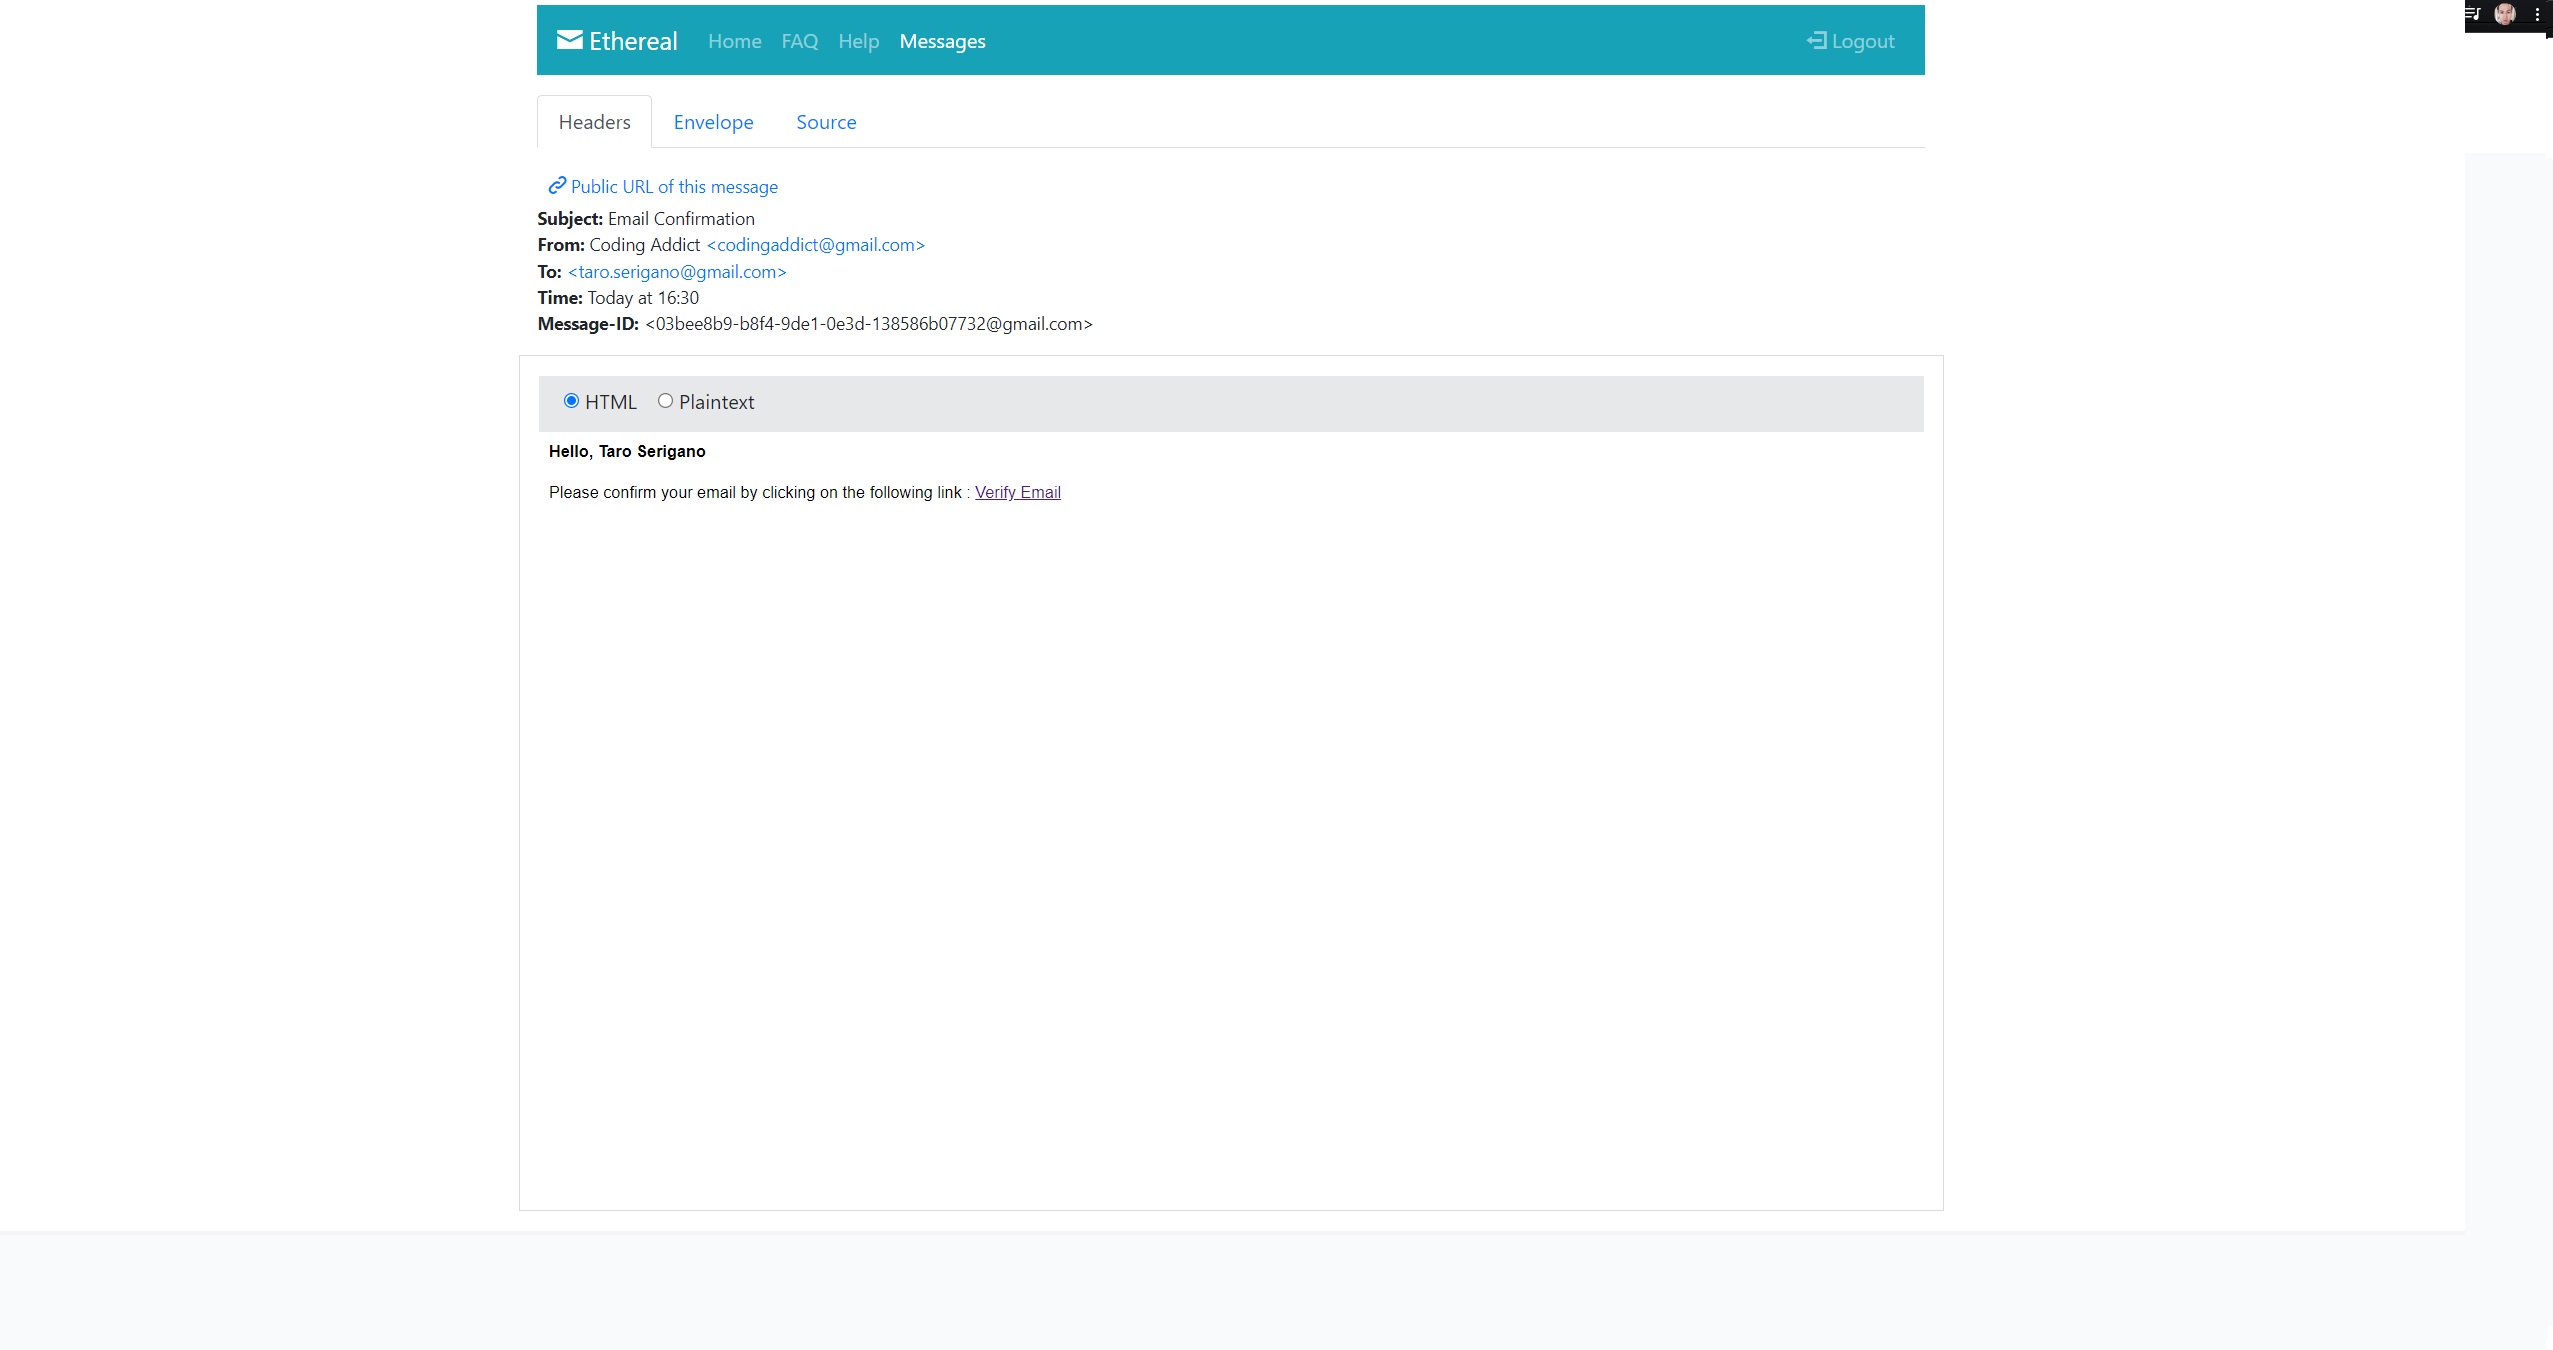 Ethereal Home FAQ Help Messages Logout
Headers Envelope Source
Public URL of this message
Subject: Email Confirmation
From: Coding Addict <codingaddict@gmail.com>
To: <taro.serigano@gmail.com>
Time: Today at 16:30
Message-ID: <03bee8b9-b8f4-9de1-0e3d-138586b07732@gmail.com>
HTML Plaintext
Hello, Taro Serigano
Please confirm your email by clicking on the following link : Verify Email